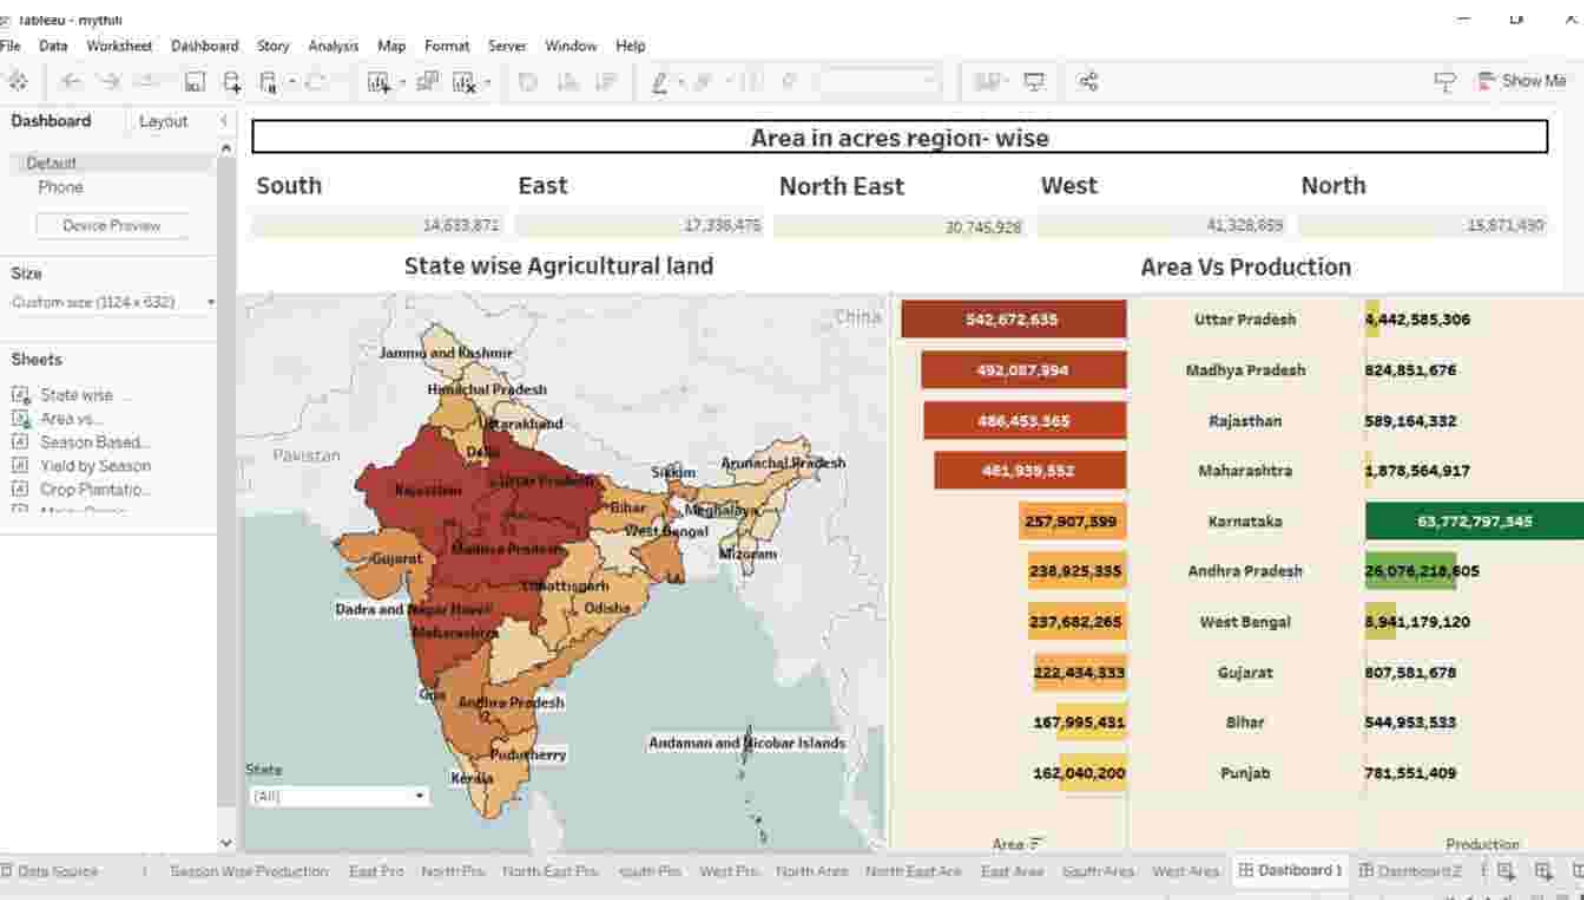 Tableau - mythili
File Data Worksheet Dashboard Story Analysis Map Format Server Window Help
Show Me
Dashboard Layout
Default
Phone
Device Preview
Size
Custom size (1124 x 632)
Sheets
State wise ...
Area vs...
Season Based...
Yield by Season
Crop Plantatio...
Area in acres region- wise
South East North East West North
14,633,871 17,336,476 30,745,928 41,328,859 15,871,490
State wise Agricultural land
China
Jammu and Kashmir
Himachal Pradesh
Uttarakhand
Pakistan
Delhi
Arunachal Pradesh
Sikkim
Rajasthan
Uttar Pradesh
Bihar
Meghalaya
West Bengal
Madhya Pradesh
Mizoram
Gujarat
Chhattisgarh
Dadra and Nagar Haveli
Odisha
Maharashtra
Goa
Andhra Pradesh
Andaman and Nicobar Islands
Puducherry
Kerala
State
(All)
Area Vs Production
542,672,635 Uttar Pradesh 4,442,585,306
492,087,994 Madhya Pradesh 824,851,676
486,453,365 Rajasthan 589,164,332
461,939,552 Maharashtra 1,878,564,917
257,907,399 Karnataka 63,772,797,345
238,925,335 Andhra Pradesh 26,076,218,605
237,682,265 West Bengal 8,941,179,120
222,434,333 Gujarat 807,581,678
167,995,431 Bihar 544,953,533
162,040,200 Punjab 781,551,409
Area Production
Data Source Season Wise Production East Pro North Pro. North East Pro. south Pro West Pro. North Area North East Are East Area South Area West Area Dashboard 1 Dashboard 2